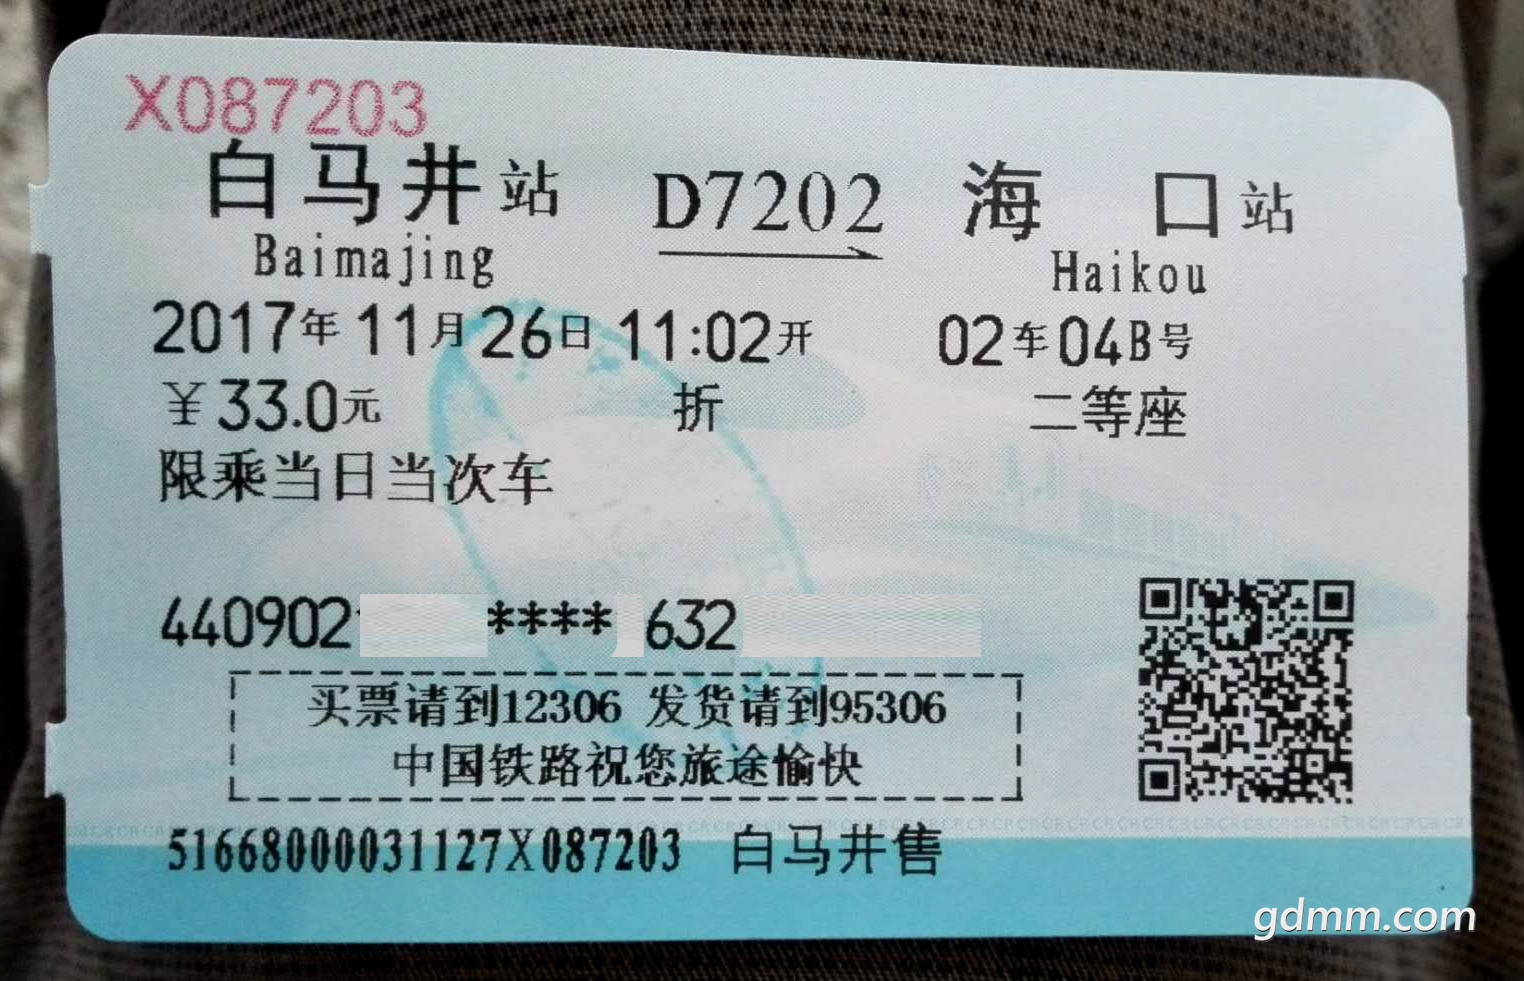 X087203
白马井站 D7202 海口站
Baimajing Haikou
2017年11月26日11:02开 02车04B号
¥33.0元 折 二等座
限乘当日当次车
440902 **** 632
买票请到12306 发货请到95306
中国铁路祝您旅途愉快
51668000031127X087203 白马井售
gdmm.com